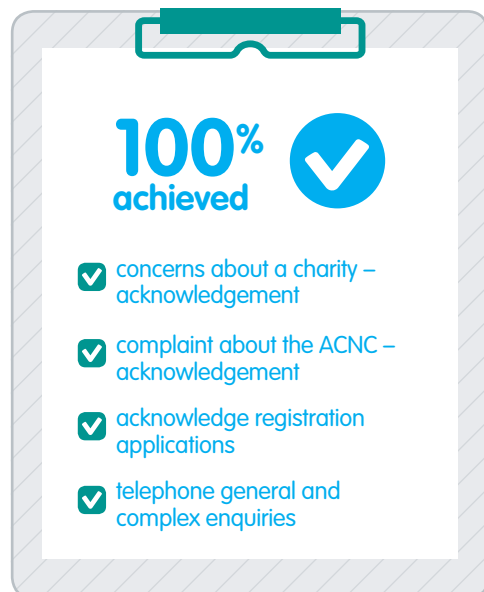 100%
achieved
concerns about a charity –
acknowledgement
complaint about the ACNC –
acknowledgement
acknowledge registration
applications
telephone general and
complex enquiries